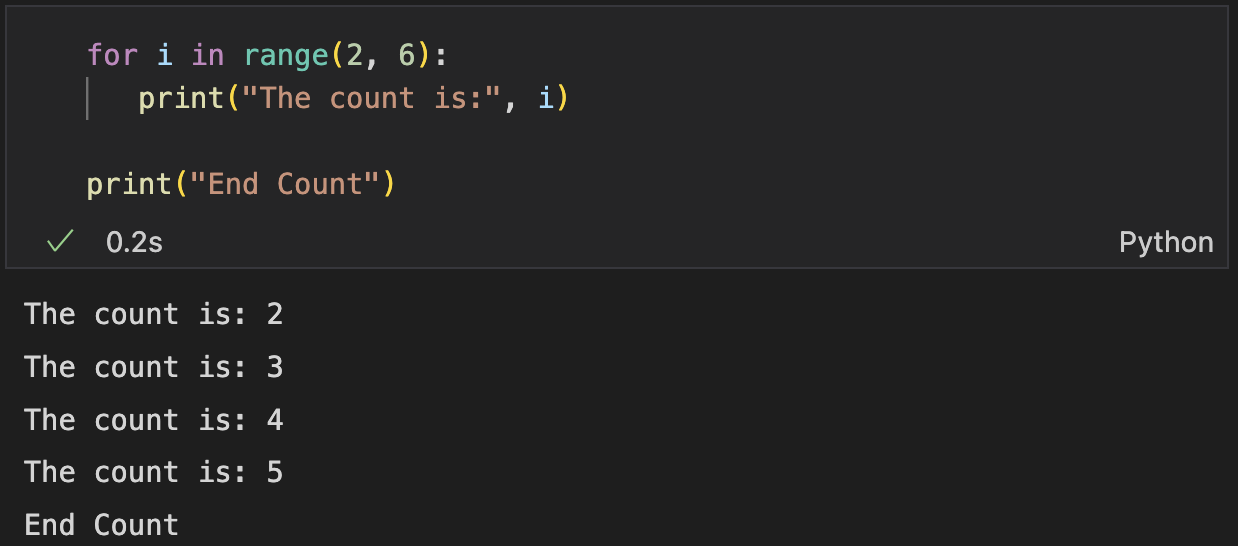 for i in range(2, 6):
   print("The count is:", i)

print("End Count")
0.2s
Python
The count is: 2
The count is: 3
The count is: 4
The count is: 5
End Count